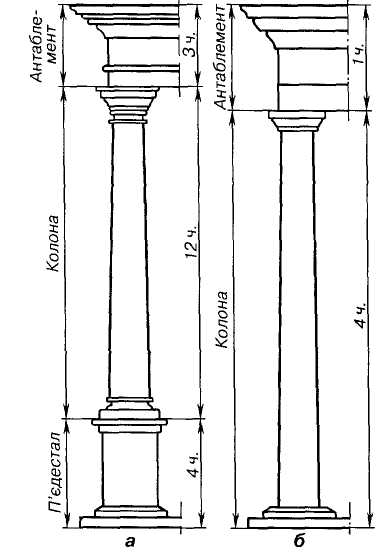 Антабле-
мент
3 ч.
Колона
12 ч.
П'єдестал
4 ч.
а
Антаблемент
1 ч.
Колона
4 ч.
б